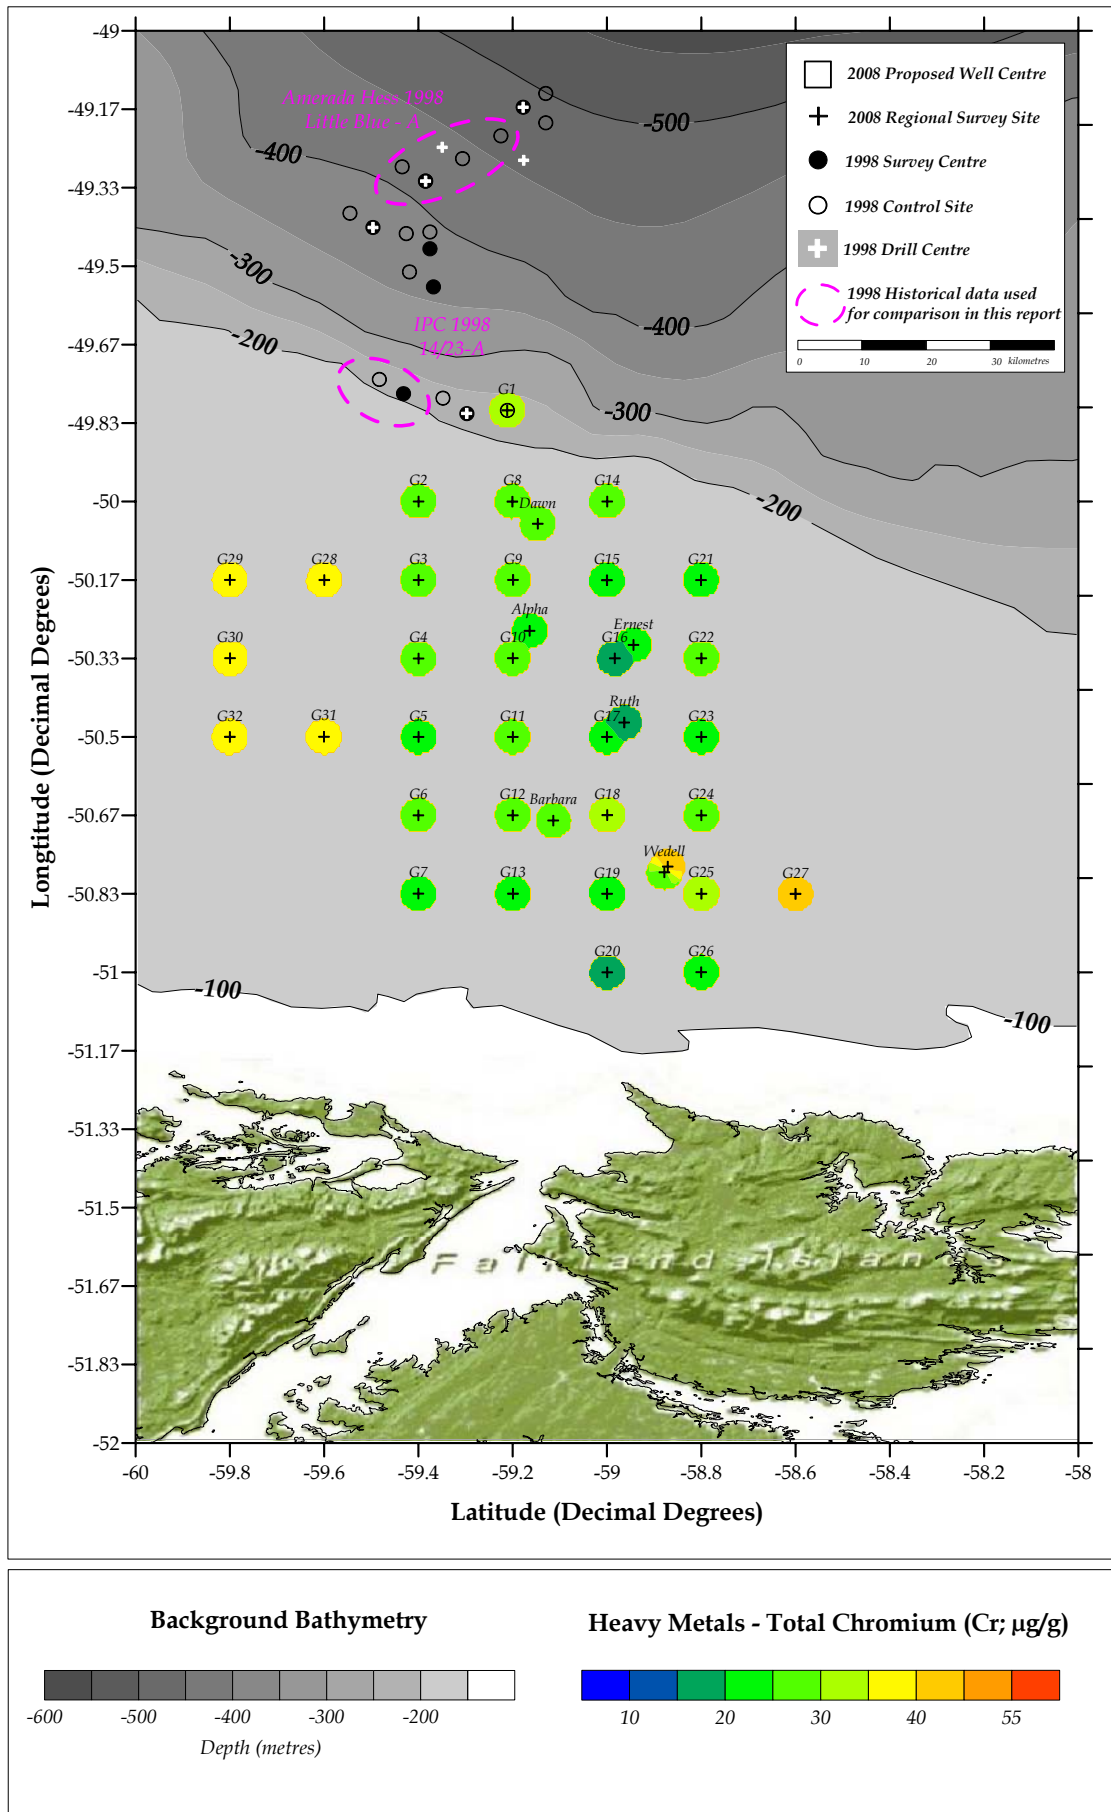 -49
-49.17
-49.33
-49.5
-49.67
-49.83
-50
-50.17
-50.33
-50.5
-50.67
-50.83
-51
-51.17
-51.33
-51.5
-51.67
-51.83
-52
Longtitude (Decimal Degrees)
Amerada Hess 1998
Little Blue - A
-500
-400
-300
-200
IPC 1998
14/23-A
-400
-300
-200
2008 Proposed Well Centre
2008 Regional Survey Site
1998 Survey Centre
1998 Control Site
1998 Drill Centre
1998 Historical data used
for comparison in this report
0 10 20 30 kilometres
G1
G2 G8 G14
Dawn
G29 G28 G3 G9 G15 G21
Alpha
Ernest
G30 G4 G10 G16 G22
Ruth
G32 G31 G5 G11 G17 G23
G6 G12 Barbara G18 G24
Wedell
G7 G13 G19 G25 G27
G20 G26
-100
-100
Falkland Islan
-60 -59.8 -59.6 -59.4 -59.2 -59 -58.8 -58.6 -58.4 -58.2 -58
Latitude (Decimal Degrees)
Background Bathymetry
-600 -500 -400 -300 -200
Depth (metres)
Heavy Metals - Total Chromium (Cr; µg/g)
10 20 30 40 55